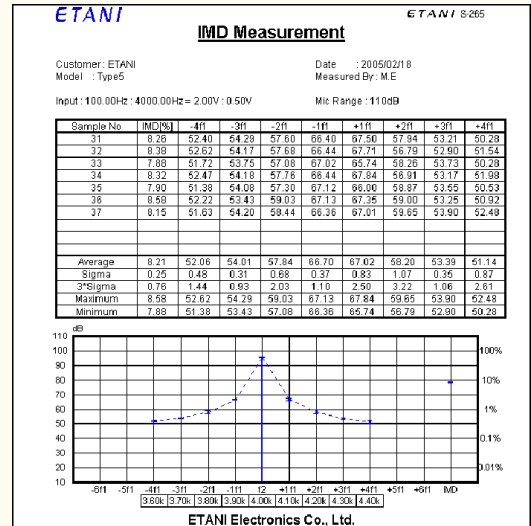 ETANI
ETANI S-265
IMD Measurement
Customer : ETANI Date : 2005/02/18
Model : Type5 Measured By : M.E
Input : 100.00Hz : 4000.00Hz = 2.00V : 0.50V Mic Range : 110dB
Sample No IMD[%] -4f1 -3f1 -2f1 -1f1 +1f1 +2f1 +3f1 +4f1
31 8.26 52.40 54.29 57.60 66.40 67.50 57.94 53.21 50.28
32 8.38 52.62 54.17 57.68 66.44 67.71 56.79 52.90 51.54
33 7.88 51.72 53.75 57.08 67.02 65.74 58.26 53.73 50.28
34 8.32 52.47 54.18 57.76 66.44 67.84 56.91 53.17 51.98
35 7.90 51.38 54.08 57.30 67.12 66.00 58.87 53.55 50.53
36 8.58 52.22 53.43 59.03 67.13 67.35 59.00 53.25 50.92
37 8.15 51.63 54.20 58.44 66.36 67.01 59.65 53.90 52.48
Average 8.21 52.06 54.01 57.84 66.70 67.02 58.20 53.39 51.14
Sigma 0.25 0.48 0.31 0.68 0.37 0.83 1.07 0.35 0.87
3*Sigma 0.76 1.44 0.93 2.03 1.10 2.50 3.22 1.06 2.61
Maximum 8.58 52.62 54.29 59.03 67.13 67.84 59.65 53.90 52.48
Minimum 7.88 51.38 53.43 57.08 66.36 65.74 56.79 52.90 50.28
dB
110
100 100%
90
80 10%
70
60 1%
50
40 0.1%
30
20 0.01%
10
-6f1 -5f1 -4f1 -3f1 -2f1 -1f1 f2 +1f1 +2f1 +3f1 +4f1 +5f1 +6f1 IMD
3.60k 3.70k 3.80k 3.90k 4.00k 4.10k 4.20k 4.30k 4.40k
ETANI Electronics Co., Ltd.